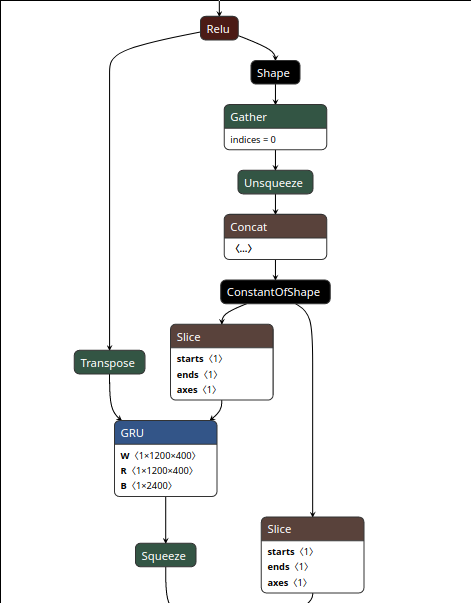 Relu
Shape
Gather
indices = 0
Unsqueeze
Concat
⟨…⟩
ConstantOfShape
Slice
starts ⟨1⟩
ends ⟨1⟩
axes ⟨1⟩
Transpose
GRU
W ⟨1×1200×400⟩
R ⟨1×1200×400⟩
B ⟨1×2400⟩
Slice
starts ⟨1⟩
ends ⟨1⟩
axes ⟨1⟩
Squeeze